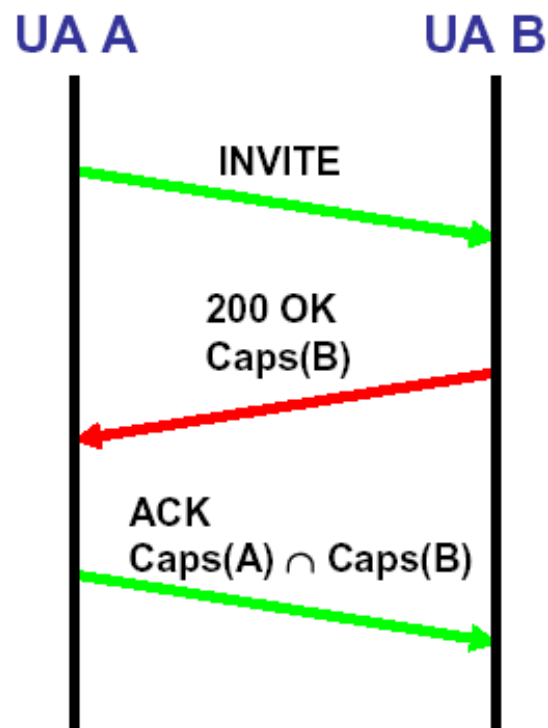 UA A UA B
INVITE
200 OK
Caps(B)
ACK
Caps(A) ∩ Caps(B)